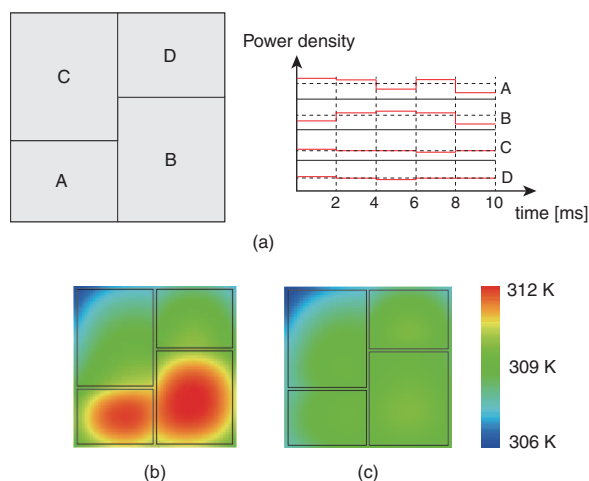 C
D
A
B
Power density
A
B
C
D
2 4 6 8 10
time [ms]
(a)
312 K
309 K
306 K
(b)
(c)